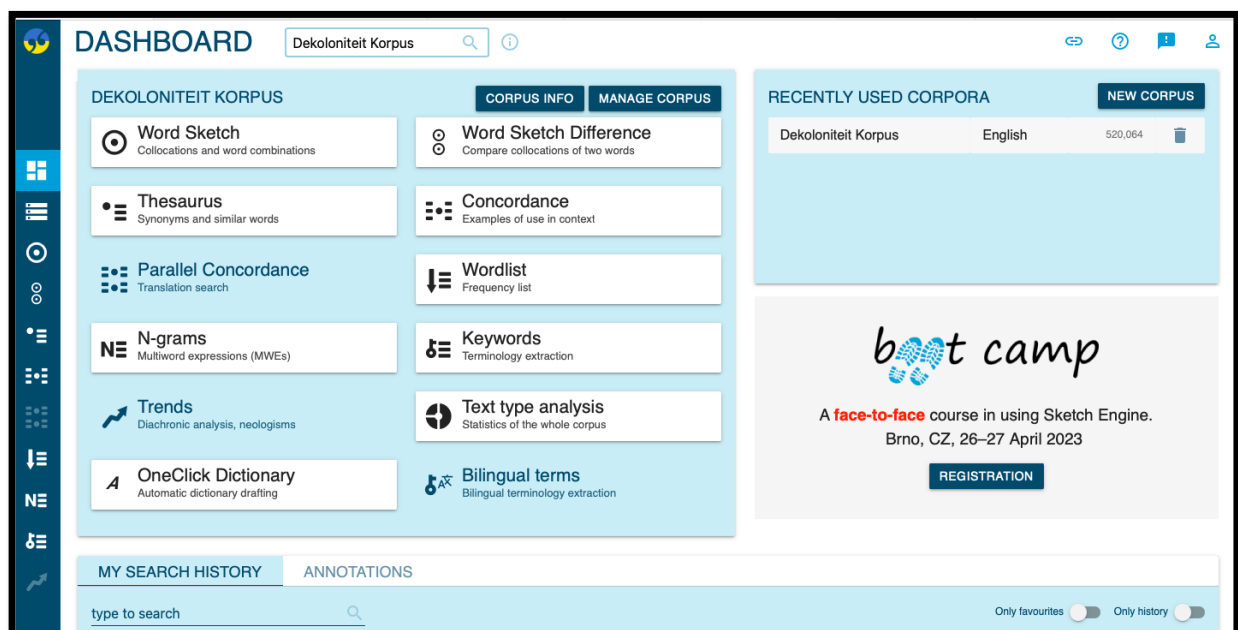 DASHBOARD
Dekoloniteit Korpus
DEKOLONITEIT KORPUS
CORPUS INFO
MANAGE CORPUS
Word Sketch
Collocations and word combinations
Word Sketch Difference
Compare collocations of two words
Thesaurus
Synonyms and similar words
Concordance
Examples of use in context
Parallel Concordance
Translation search
Wordlist
Frequency list
N-grams
Multiword expressions (MWEs)
Keywords
Terminology extraction
Trends
Diachronic analysis, neologisms
Text type analysis
Statistics of the whole corpus
OneClick Dictionary
Automatic dictionary drafting
Bilingual terms
Bilingual terminology extraction
RECENTLY USED CORPORA
NEW CORPUS
Dekoloniteit Korpus English 520,064
boot camp
A face-to-face course in using Sketch Engine.
Brno, CZ, 26–27 April 2023
REGISTRATION
MY SEARCH HISTORY
ANNOTATIONS
type to search
Only favourites
Only history